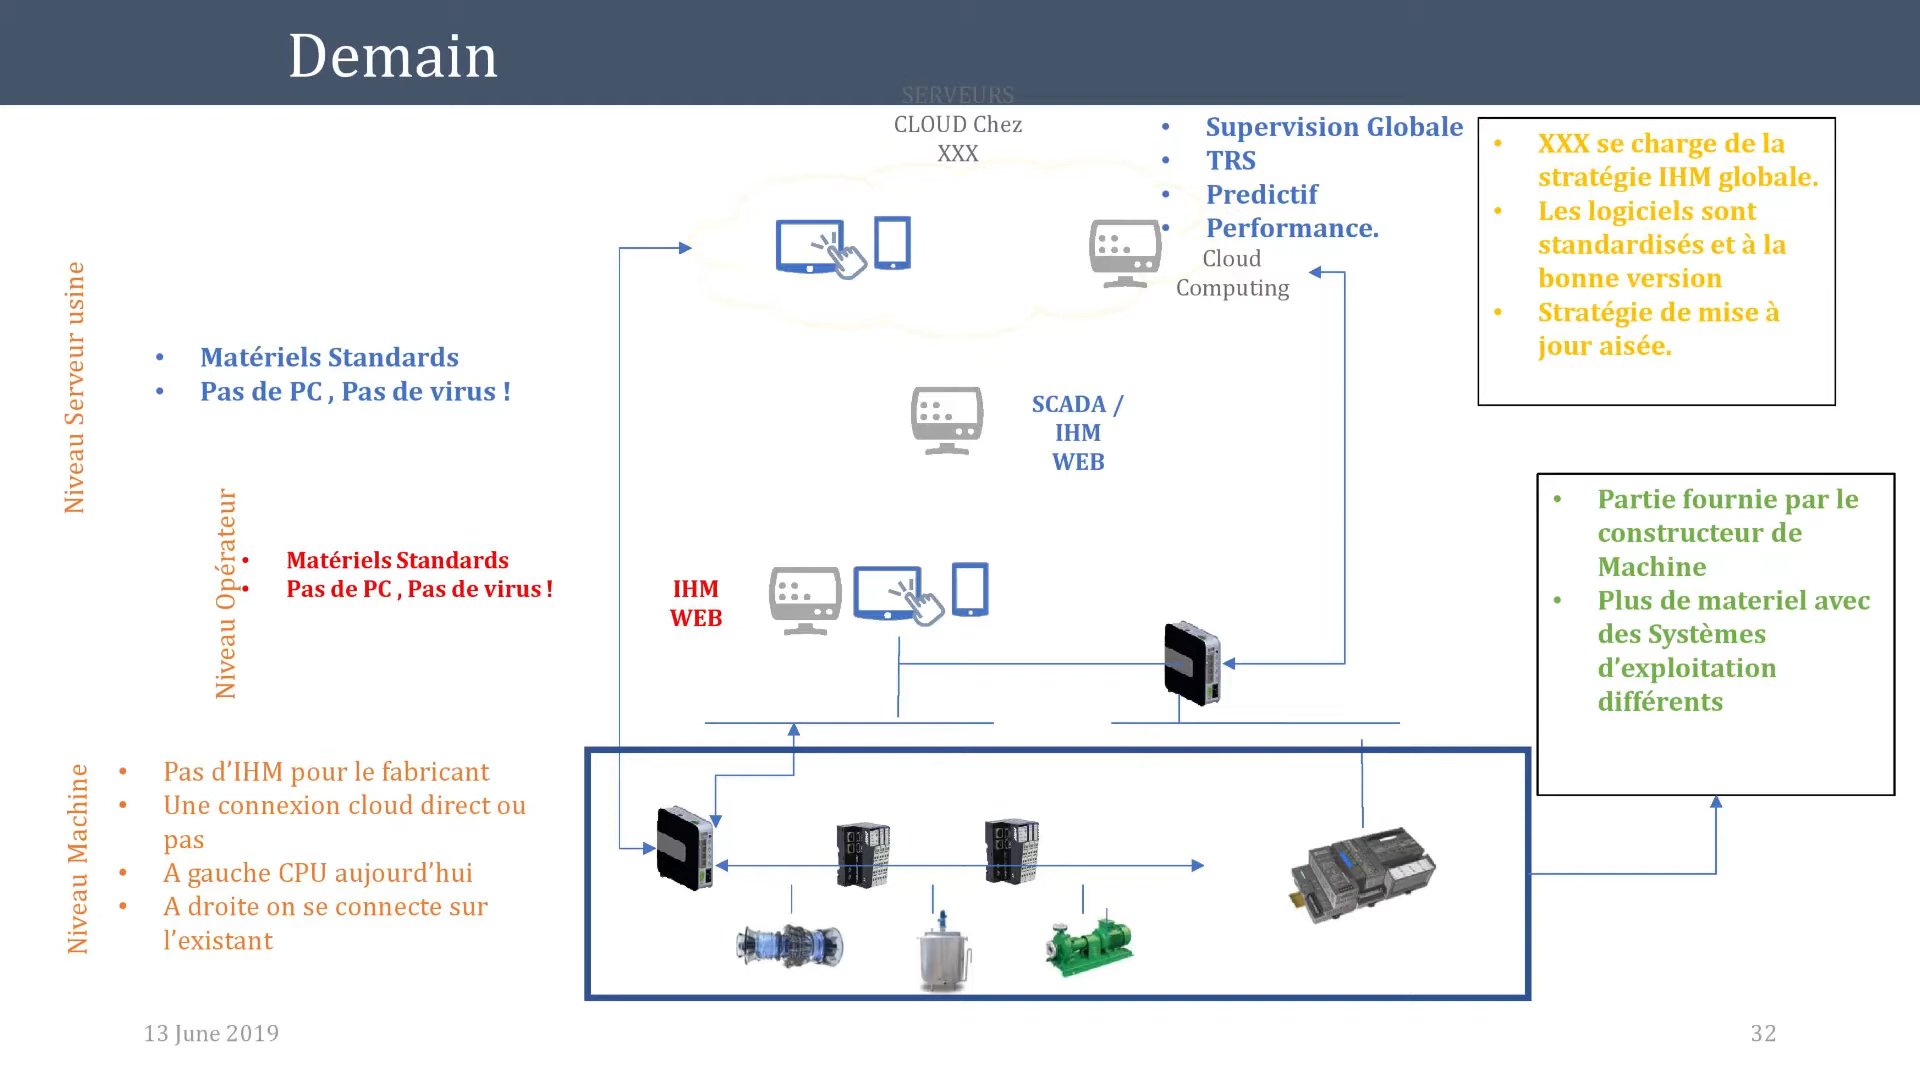 Demain
SERVEURS
CLOUD Chez
XXX
• Supervision Globale
• TRS
• Predictif
• Performance.
Cloud
Computing
• XXX se charge de la
stratégie IHM globale.
• Les logiciels sont
standardisés et à la
bonne version
• Stratégie de mise à
jour aisée.
Niveau Serveur usine
• Matériels Standards
• Pas de PC , Pas de virus !
SCADA /
IHM
WEB
Niveau Opérateur
• Matériels Standards
• Pas de PC , Pas de virus !
IHM
WEB
• Partie fournie par le
constructeur de
Machine
• Plus de materiel avec
des Systèmes
d’exploitation
différents
Niveau Machine
• Pas d’IHM pour le fabricant
• Une connexion cloud direct ou
pas
• A gauche CPU aujourd’hui
• A droite on se connecte sur
l’existant
13 June 2019
32